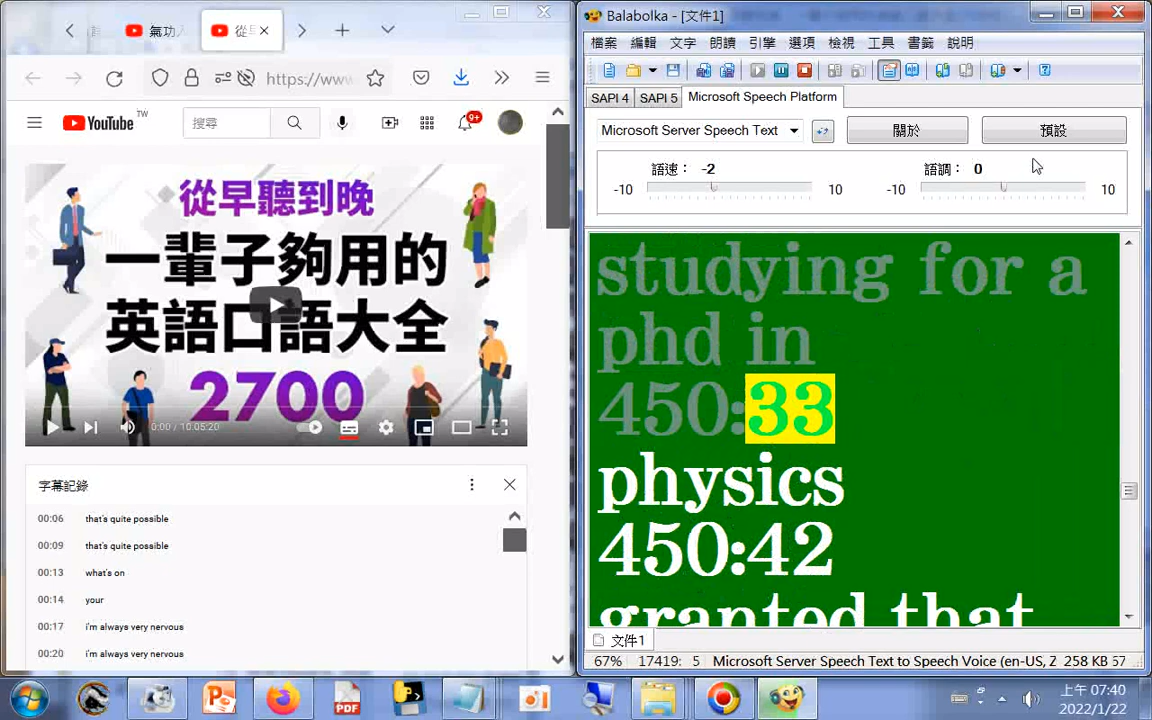 氣功
從
https://www
YouTube TW
搜尋
9+
從早聽到晚
一輩子夠用的
英語口語大全
2700
0:00 / 10:05:20
字幕記錄
00:06 that's quite possible
00:09 that's quite possible
00:13 what's on
00:14 your
00:17 i'm always very nervous
00:20 i'm always very nervous
Balabolka - [文件1]
檔案 編輯 文字 朗讀 引擎 選項 檢視 工具 書籤 說明
SAPI 4 SAPI 5 Microsoft Speech Platform
Microsoft Server Speech Text 關於 預設
語速： -2 語調： 0
-10 10 -10 10
studying for a
phd in
450:33
physics
450:42
granted that
文件1
67% 17419: 5 Microsoft Server Speech Text to Speech Voice (en-US, Z 258 KB 57
上午 07:40
2022/1/22